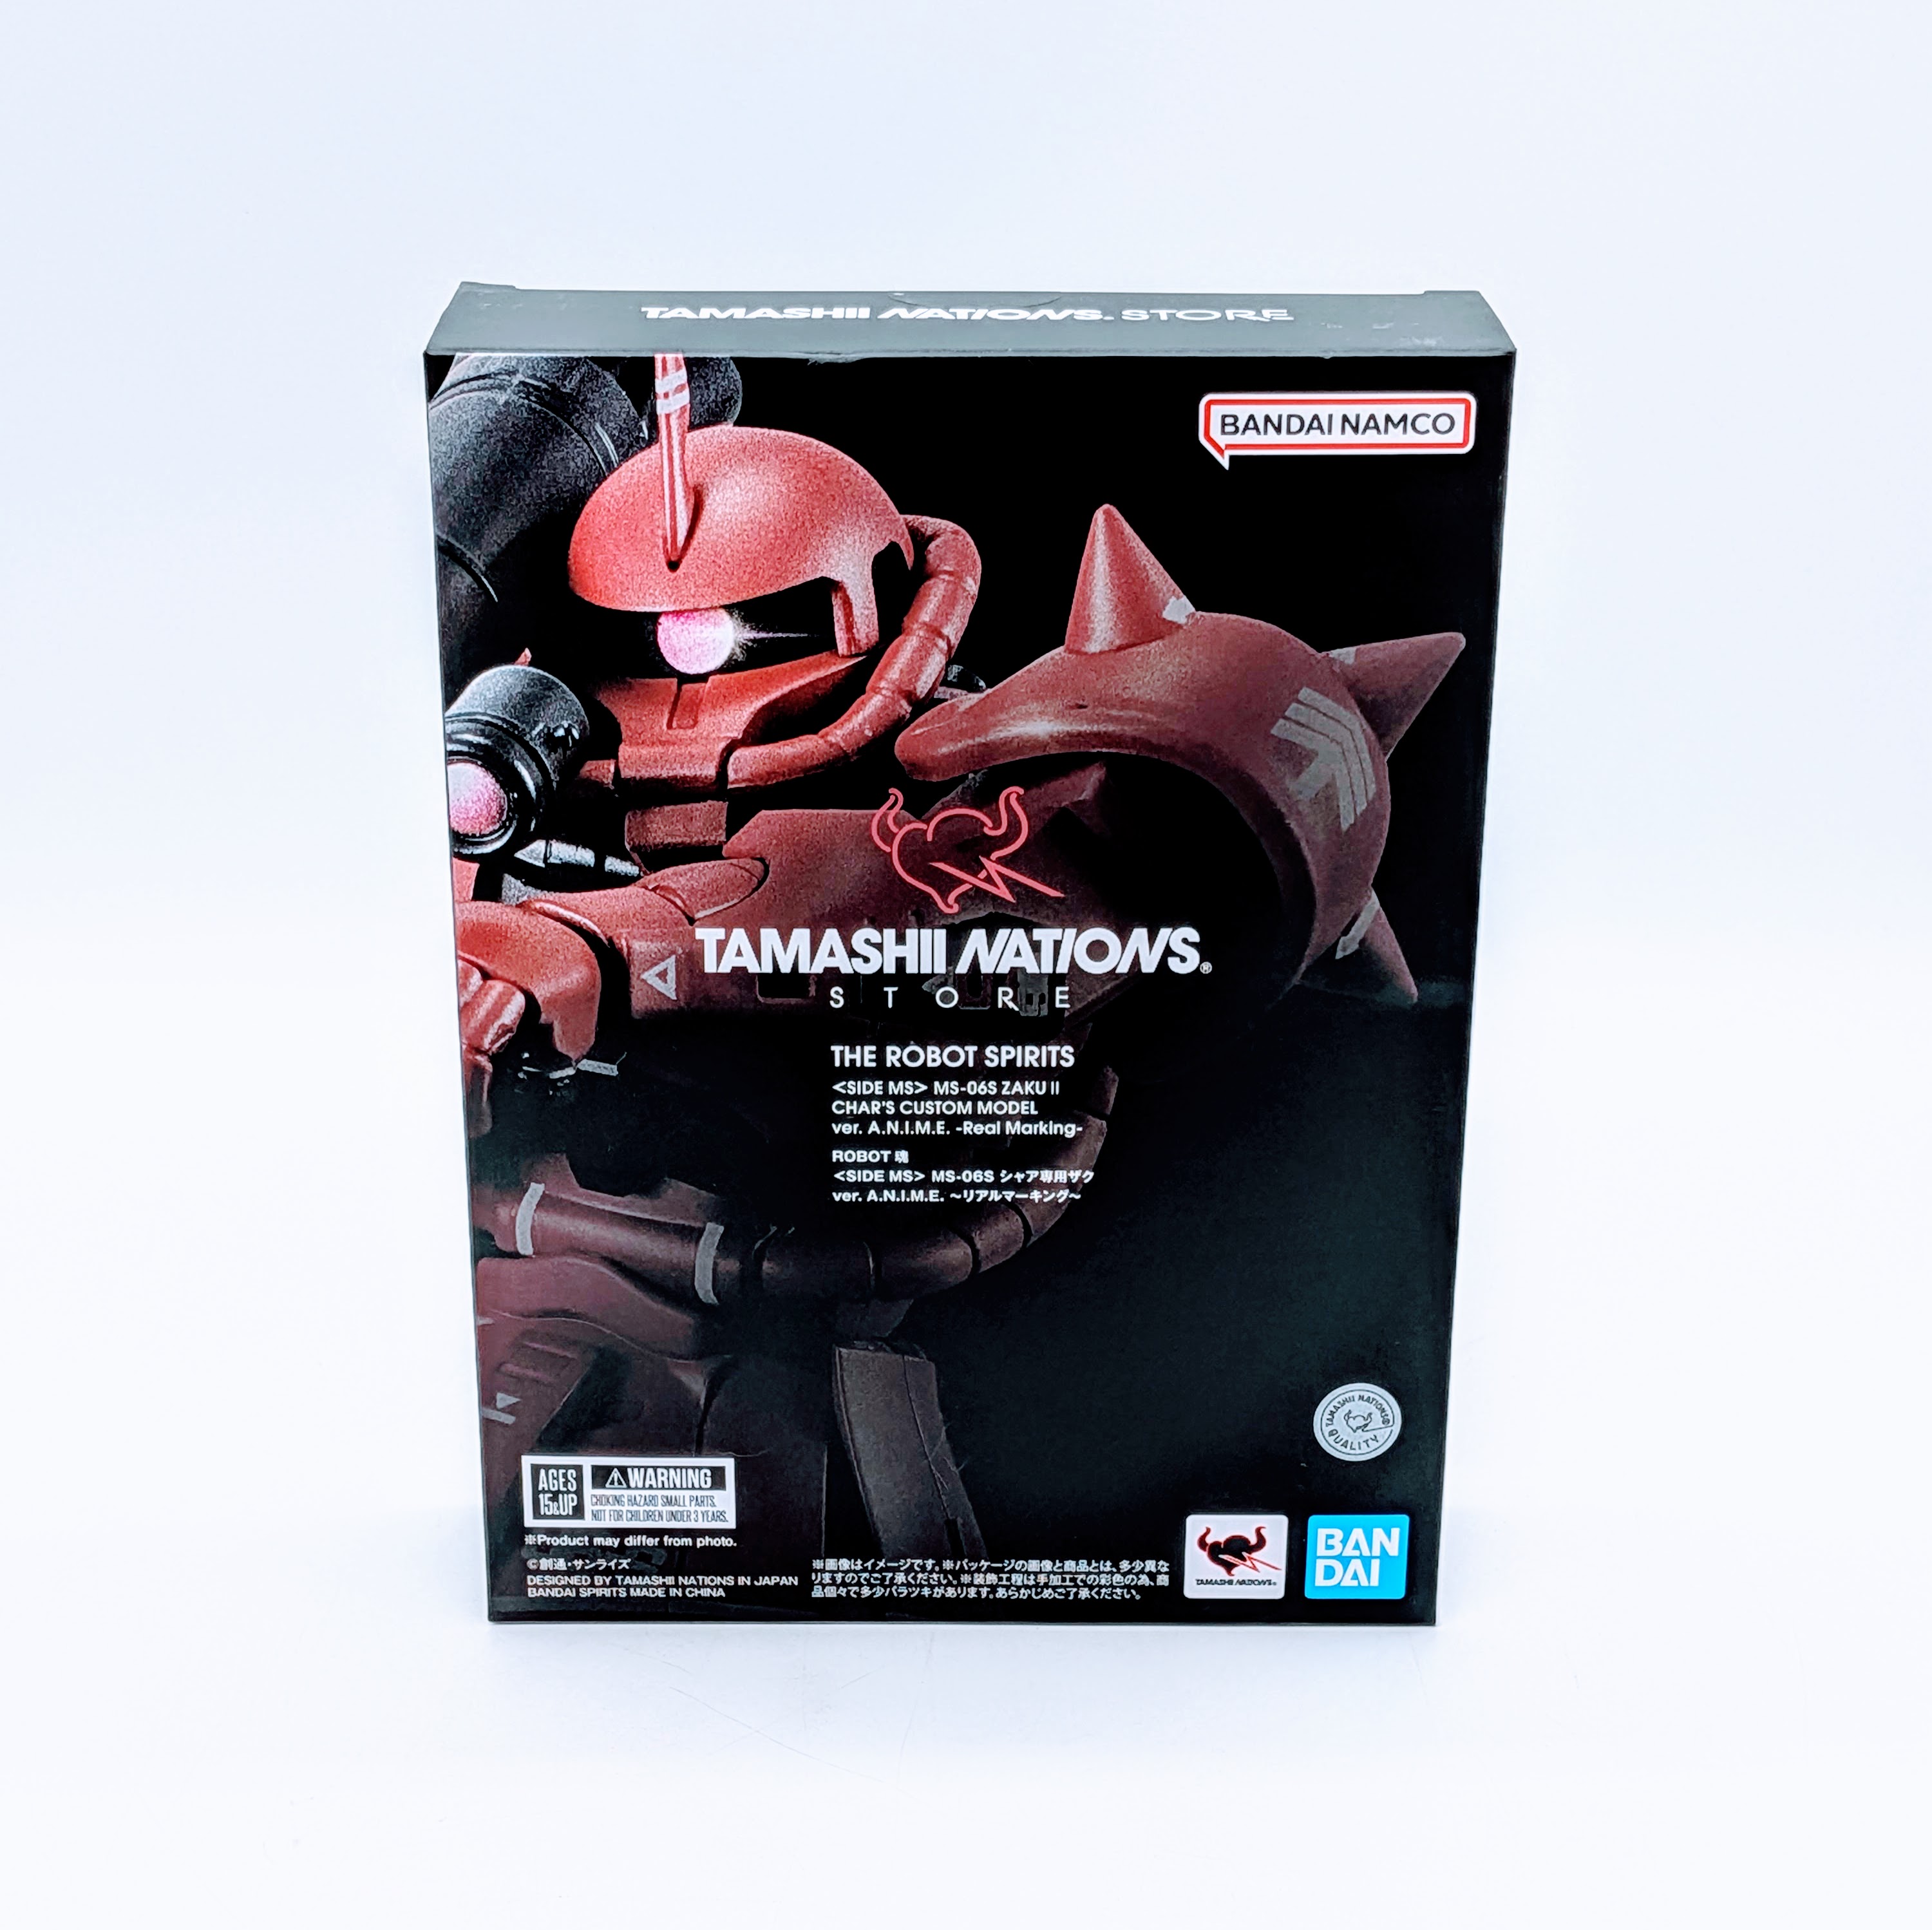 TAMASHII NATIONS. STORE
BANDAI NAMCO
TAMASHII NATIONS®
STORE
THE ROBOT SPIRITS
<SIDE MS> MS-06S ZAKU II
CHAR'S CUSTOM MODEL
ver. A.N.I.M.E. -Real Marking-
ROBOT 魂
<SIDE MS> MS-06S シャア専用ザク
ver. A.N.I.M.E. ～リアルマーキング～
TAMASHII NATIONS®
QUALITY
AGES
15&UP
⚠WARNING
CHOKING HAZARD SMALL PARTS.
NOT FOR CHILDREN UNDER 3 YEARS.
※Product may differ from photo.
©創通・サンライズ
DESIGNED BY TAMASHII NATIONS IN JAPAN
BANDAI SPIRITS MADE IN CHINA
※画像はイメージです。※パッケージの画像と商品とは、多少異な
りますのでご了承ください。※装飾工程は手加工での彩色の為、商
品個々で多少バラツキがあります。あらかじめご了承ください。
TAMASHII NATIONS®
BAN
DAI